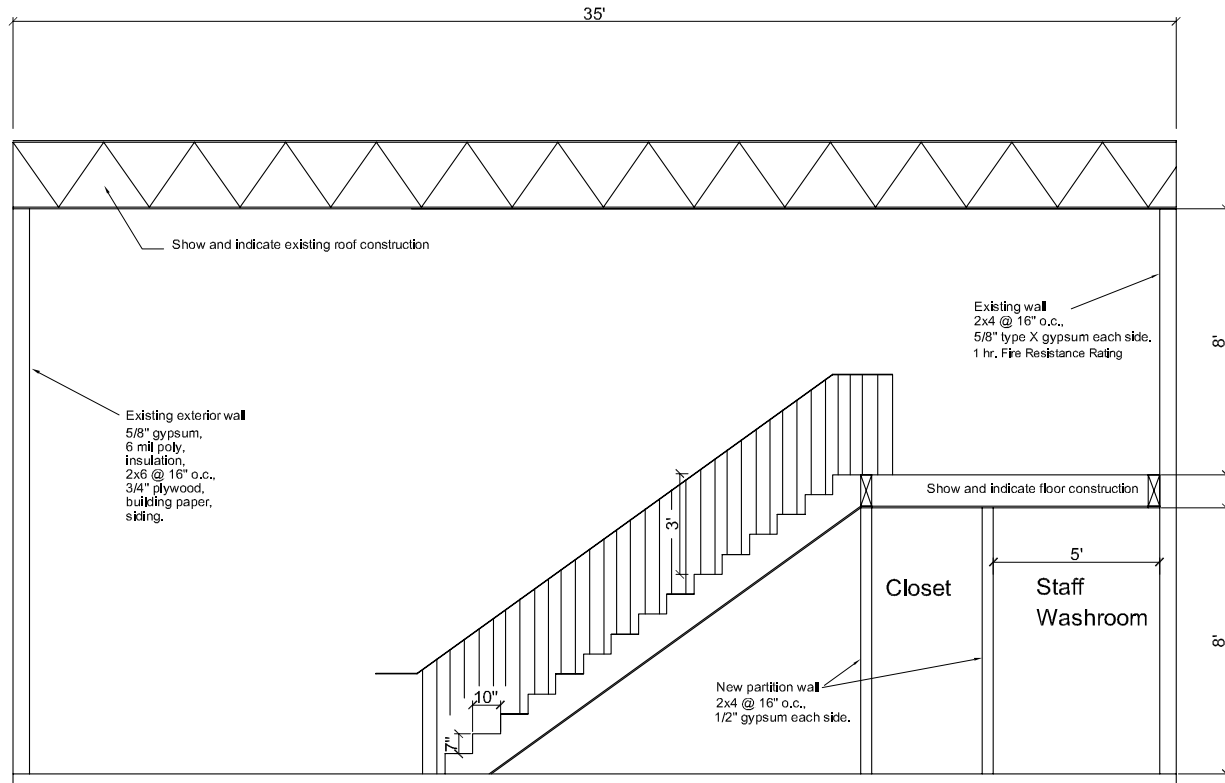 35'
Show and indicate existing roof construction
Existing wall
2x4 @ 16" o.c.,
5/8" type X gypsum each side.
1 hr. Fire Resistance Rating
8'
Existing exterior wall
5/8" gypsum,
6 mil poly,
insulation,
2x6 @ 16" o.c.,
3/4" plywood,
building paper,
siding.
Show and indicate floor construction
3'
5'
Closet
Staff
Washroom
8'
New partition wall
2x4 @ 16" o.c.,
1/2" gypsum each side.
10"
7"